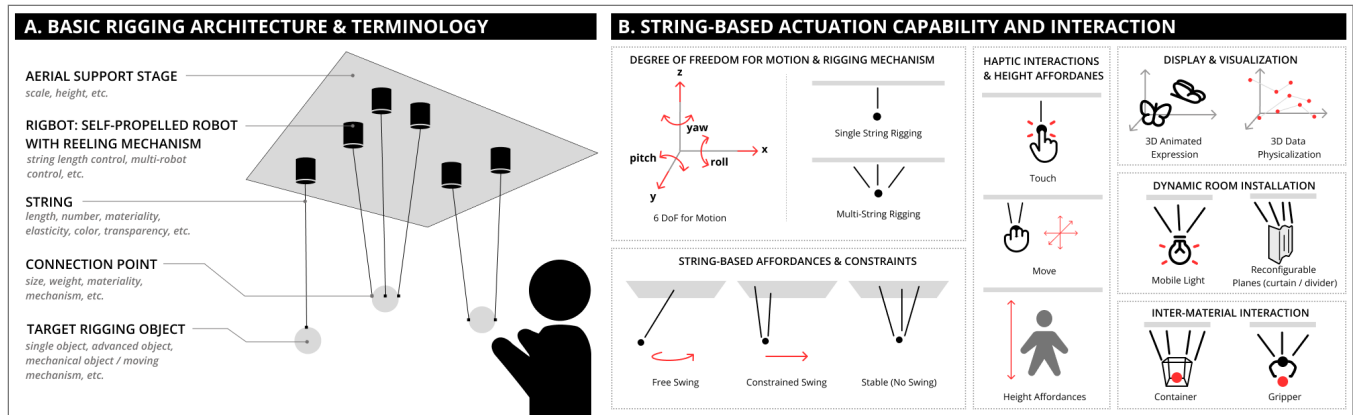 A. BASIC RIGGING ARCHITECTURE & TERMINOLOGY
AERIAL SUPPORT STAGE
scale, height, etc.
RIGBOT: SELF-PROPELLED ROBOT
WITH REELING MECHANISM
string length control, multi-robot
control, etc.
STRING
length, number, materiality,
elasticity, color, transparency, etc.
CONNECTION POINT
size, weight, materiality,
mechanism, etc.
TARGET RIGGING OBJECT
single object, advanced object,
mechanical object / moving
mechanism, etc.
B. STRING-BASED ACTUATION CAPABILITY AND INTERACTION
DEGREE OF FREEDOM FOR MOTION & RIGGING MECHANISM
z
yaw
x
pitch
roll
y
6 DoF for Motion
Single String Rigging
Multi-String Rigging
STRING-BASED AFFORDANCES & CONSTRAINTS
Free Swing
Constrained Swing
Stable (No Swing)
HAPTIC INTERACTIONS
& HEIGHT AFFORDANES
Touch
Move
Height Affordances
DISPLAY & VISUALIZATION
3D Animated
Expression
3D Data
Physicalization
DYNAMIC ROOM INSTALLATION
Mobile Light
Reconfigurable
Planes (curtain / divider)
INTER-MATERIAL INTERACTION
Container
Gripper